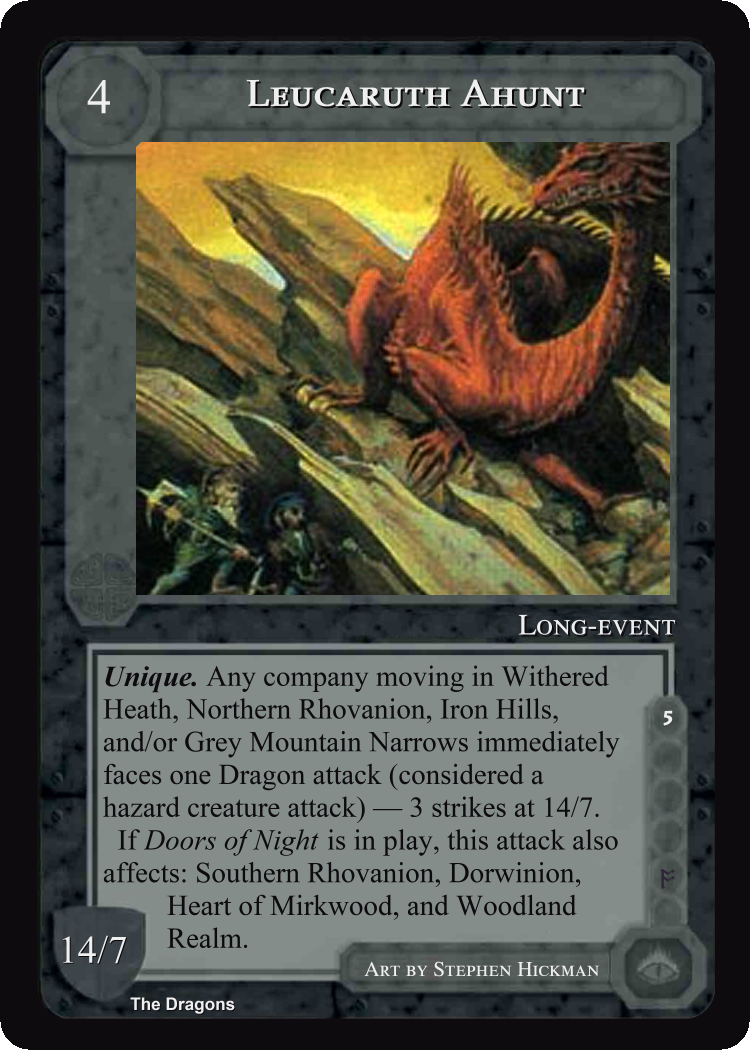 4
Leucaruth Ahunt
Long-event
Unique. Any company moving in Withered
Heath, Northern Rhovanion, Iron Hills,
and/or Grey Mountain Narrows immediately
faces one Dragon attack (considered a
hazard creature attack) — 3 strikes at 14/7.
If Doors of Night is in play, this attack also
affects: Southern Rhovanion, Dorwinion,
Heart of Mirkwood, and Woodland
Realm.
5
14/7
Art by Stephen Hickman
The Dragons